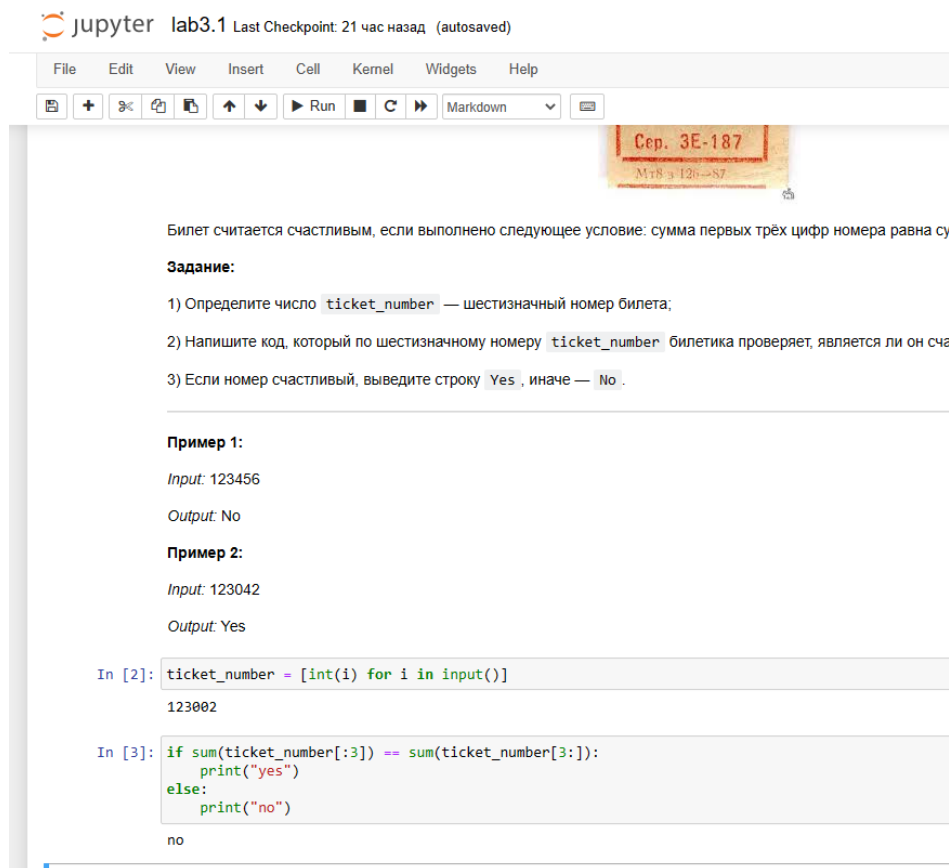 jupyter lab3.1 Last Checkpoint: 21 час назад (autosaved)
File Edit View Insert Cell Kernel Widgets Help
Run Markdown
Сер. ЗЕ-187
Билет считается счастливым, если выполнено следующее условие: сумма первых трёх цифр номера равна су
Задание:
1) Определите число ticket_number — шестизначный номер билета;
2) Напишите код, который по шестизначному номеру ticket_number билетика проверяет, является ли он сча
3) Если номер счастливый, выведите строку Yes , иначе — No .
Пример 1:
Input: 123456
Output: No
Пример 2:
Input: 123042
Output: Yes
In [2]: ticket_number = [int(i) for i in input()]
123002
In [3]: if sum(ticket_number[:3]) == sum(ticket_number[3:]):
print("yes")
else:
print("no")
no